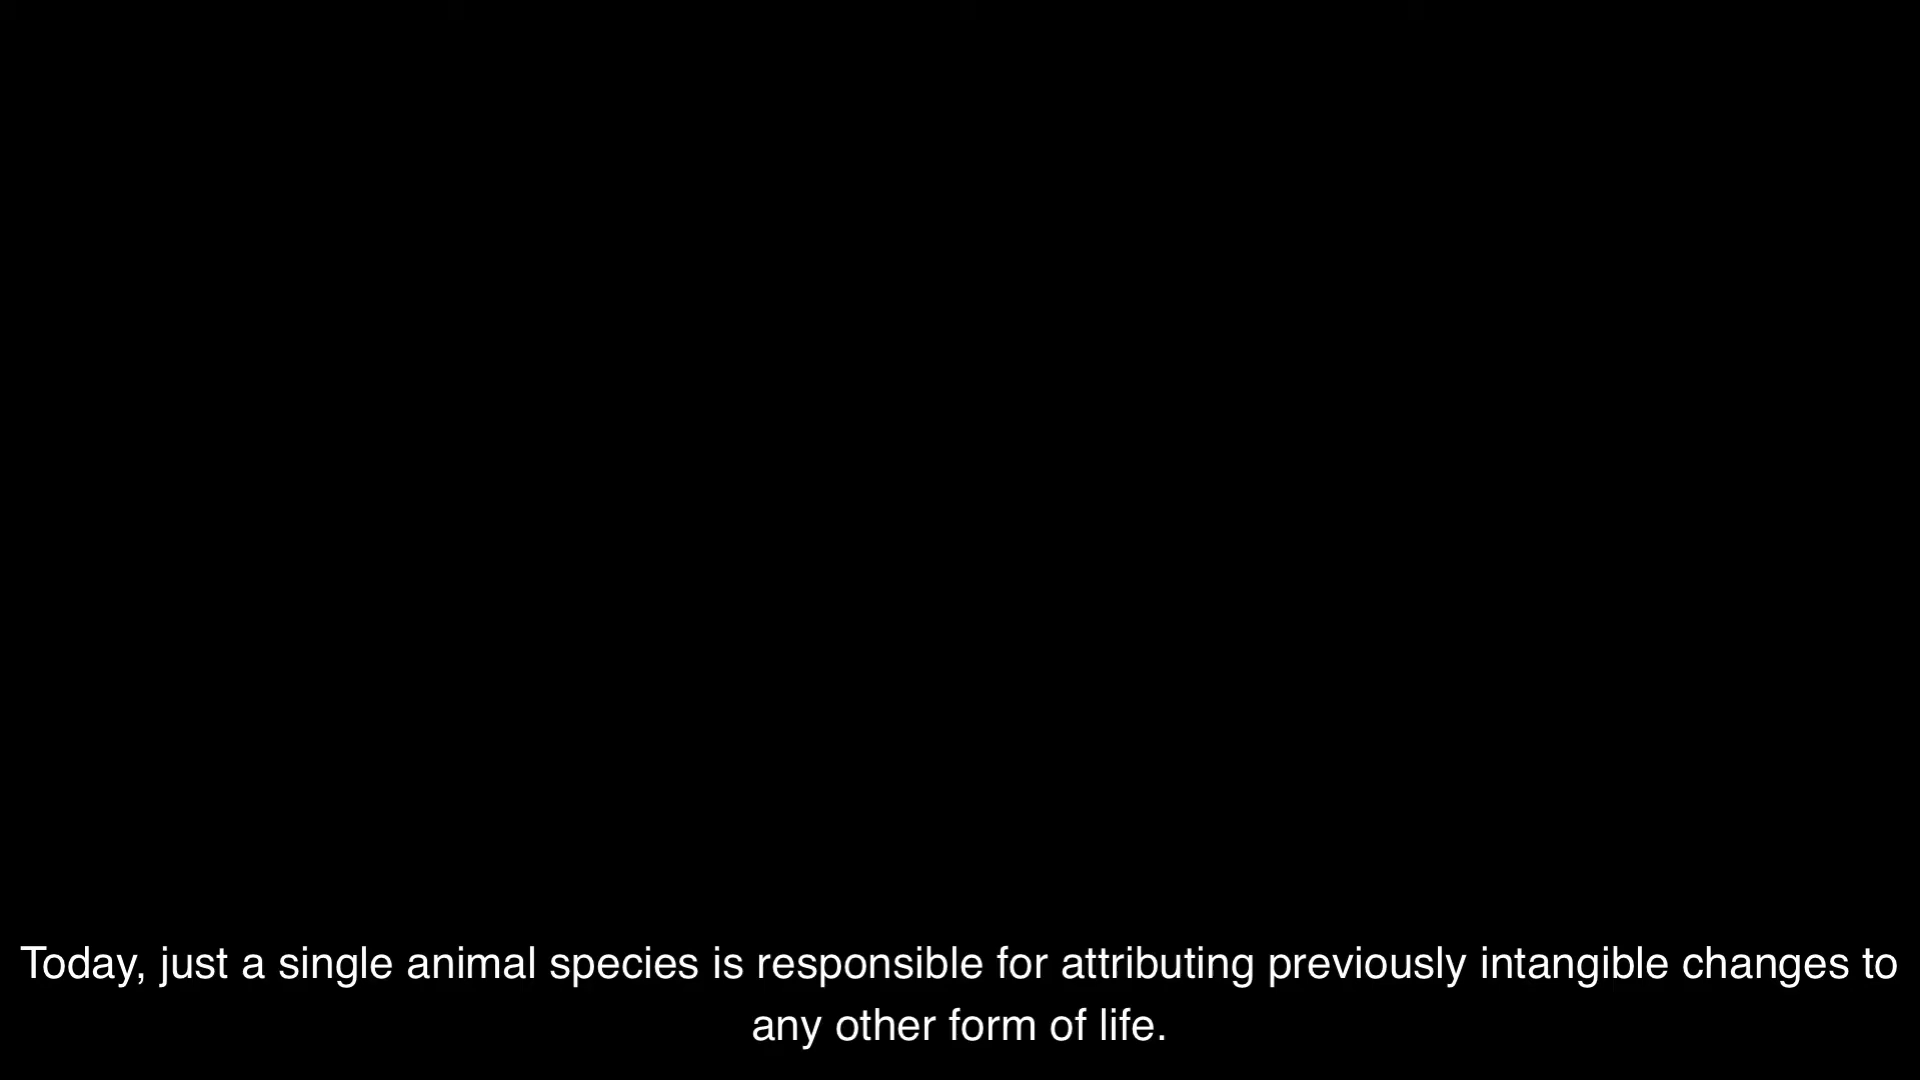 Today, just a single animal species is responsible for attributing previously intangible changes to
any other form of life.